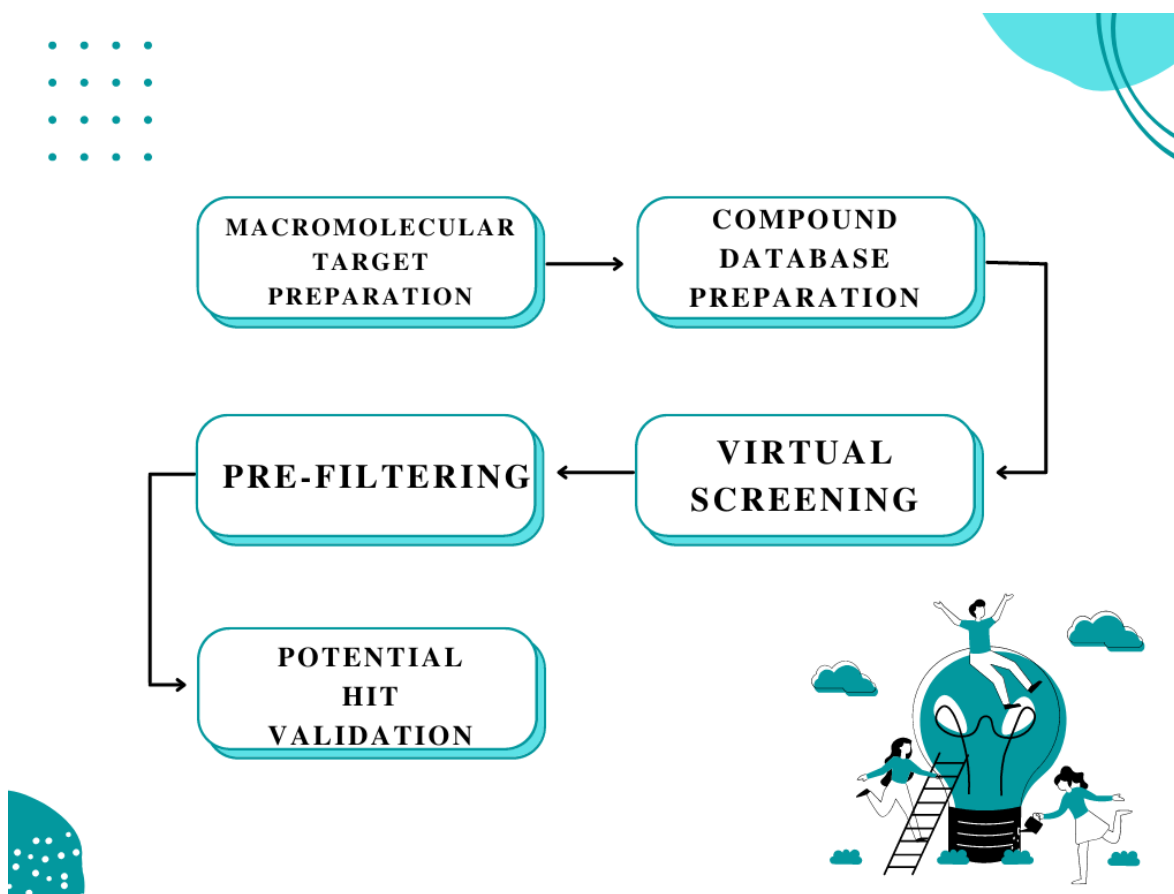 MACROMOLECULAR
TARGET
PREPARATION
COMPOUND
DATABASE
PREPARATION
VIRTUAL
SCREENING
PRE-FILTERING
POTENTIAL
HIT
VALIDATION